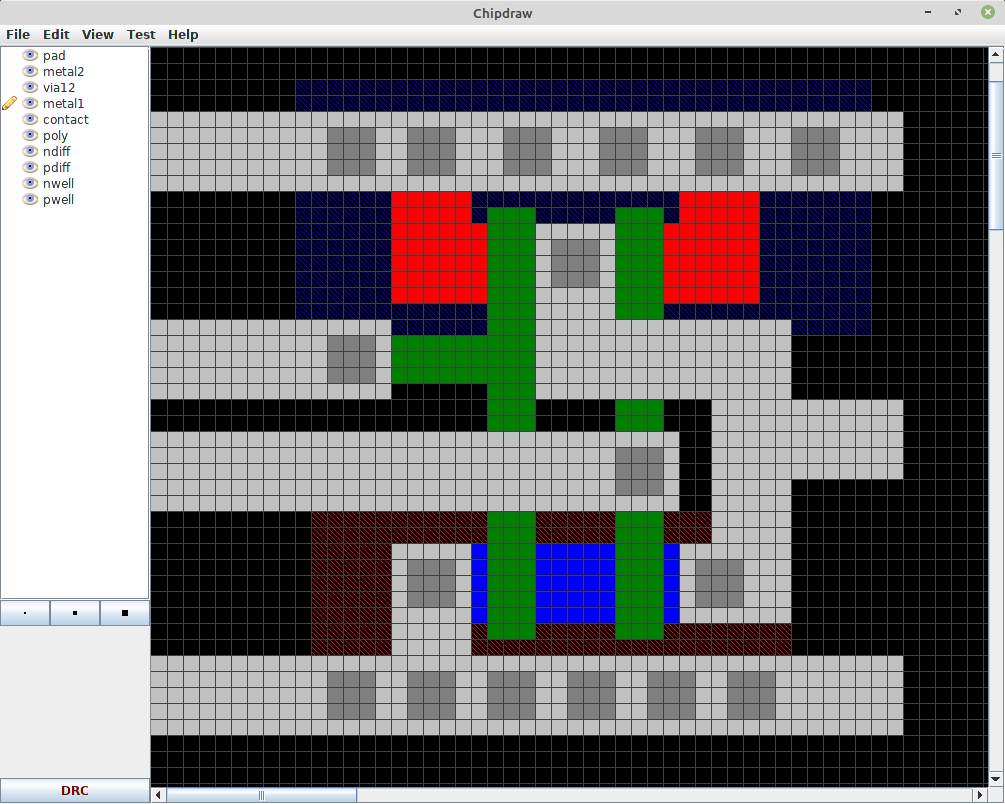 Chipdraw
File Edit View Test Help
pad
metal2
via12
metal1
contact
poly
ndiff
pdiff
nwell
pwell
DRC